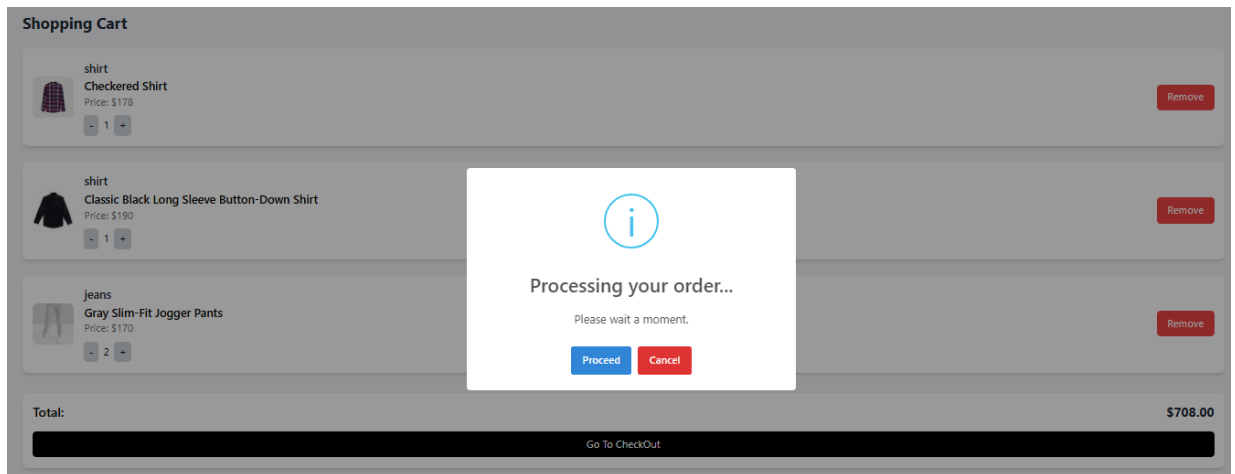 Shopping Cart
shirt
Checkered Shirt
Price: $178
- 1 +
Remove
shirt
Classic Black Long Sleeve Button-Down Shirt
Price: $190
- 1 +
Remove
jeans
Gray Slim-Fit Jogger Pants
Price: $170
- 2 +
Remove
i
Processing your order...
Please wait a moment.
Proceed Cancel
Total: $708.00
Go To CheckOut